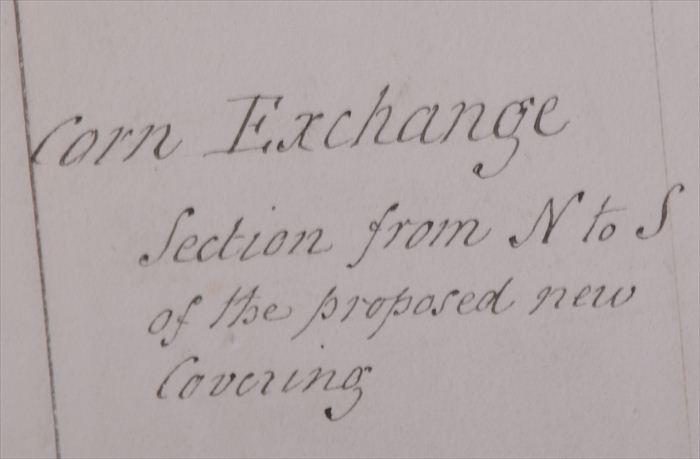 Corn Exchange
Section from N to S
of the proposed new
Covering